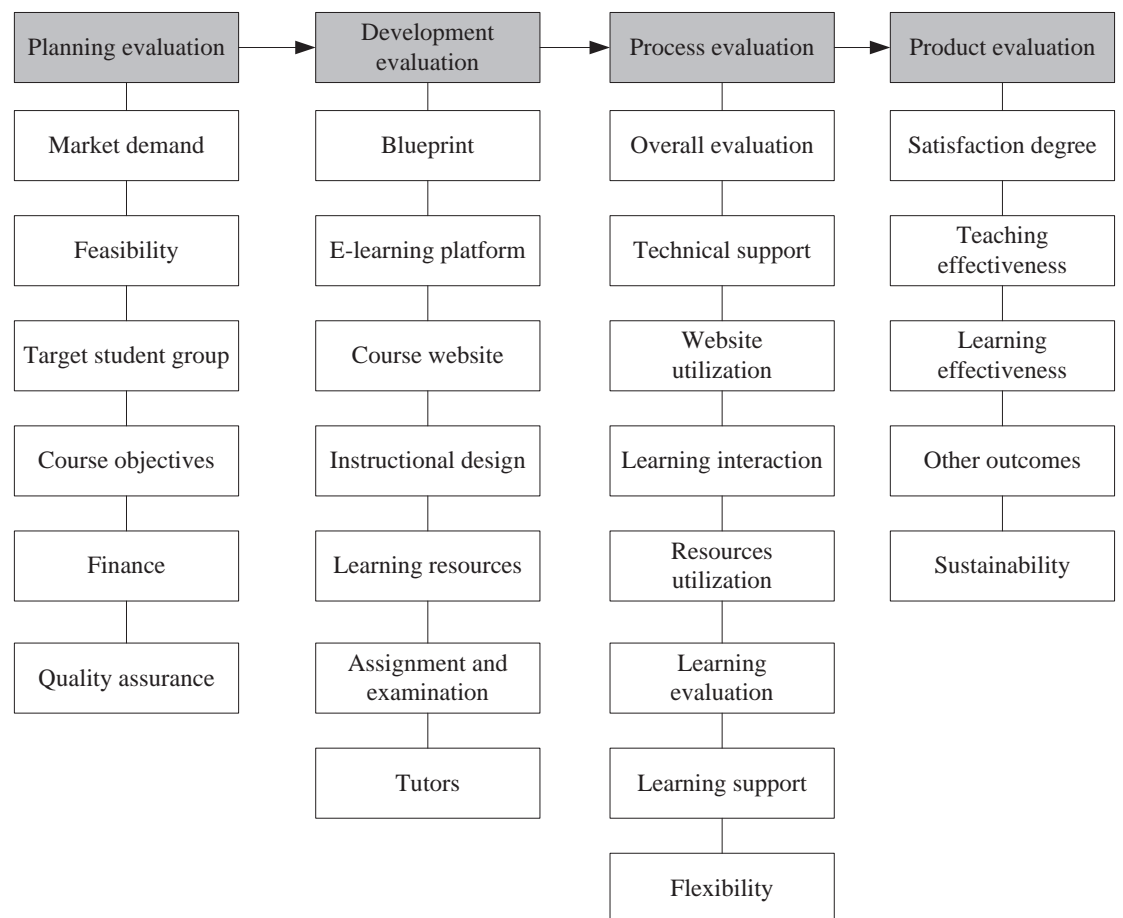 Planning evaluation
Market demand
Feasibility
Target student group
Course objectives
Finance
Quality assurance
Development
evaluation
Blueprint
E-learning platform
Course website
Instructional design
Learning resources
Assignment and
examination
Tutors
Process evaluation
Overall evaluation
Technical support
Website
utilization
Learning interaction
Resources
utilization
Learning
evaluation
Learning support
Flexibility
Product evaluation
Satisfaction degree
Teaching
effectiveness
Learning
effectiveness
Other outcomes
Sustainability